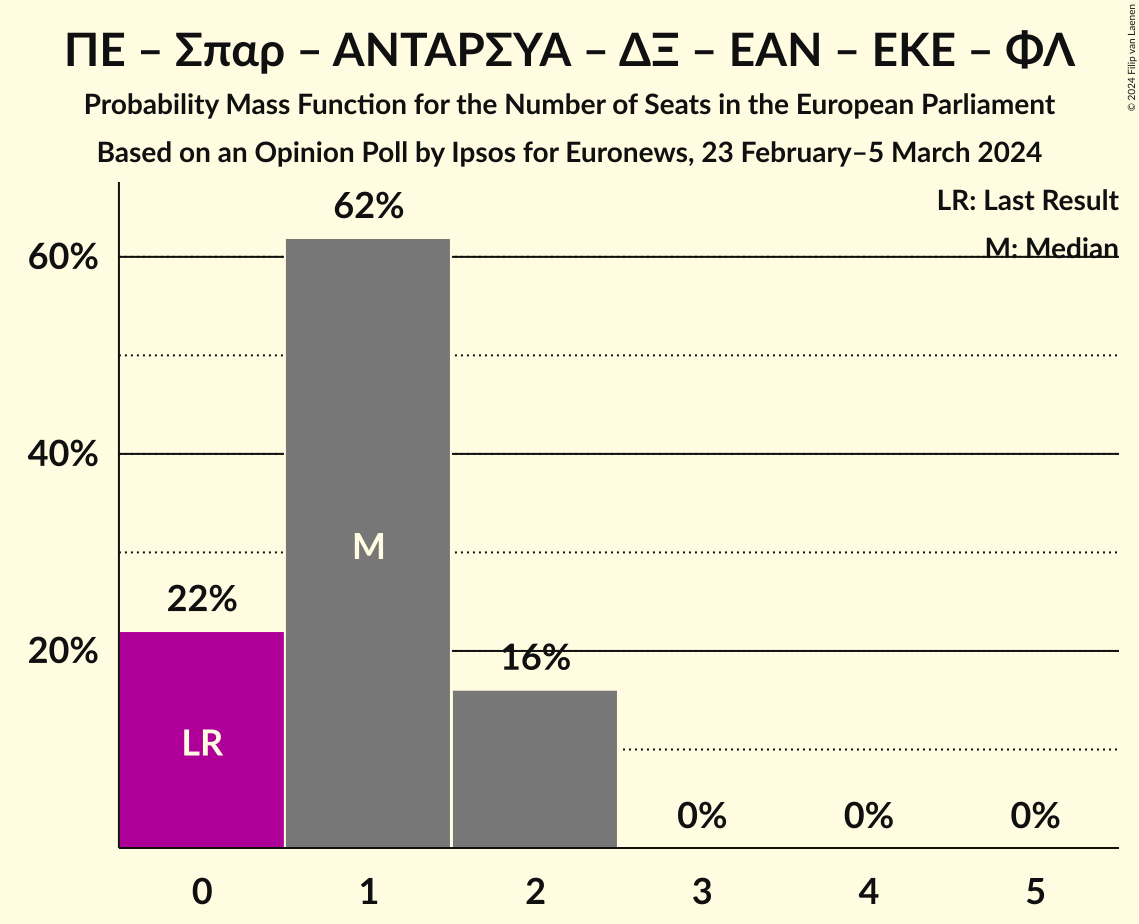 ΠΕ – Σπαρ – ΑΝΤΑΡΣΥΑ – ΔΞ – ΕΑΝ – ΕΚΕ – ΦΛ
Probability Mass Function for the Number of Seats in the European Parliament
Based on an Opinion Poll by Ipsos for Euronews, 23 February–5 March 2024
© 2024 Filip van Laenen
LR: Last Result
M: Median
62%
60%
40%
M
22%
20%
16%
LR
0% 0% 0%
0 1 2 3 4 5